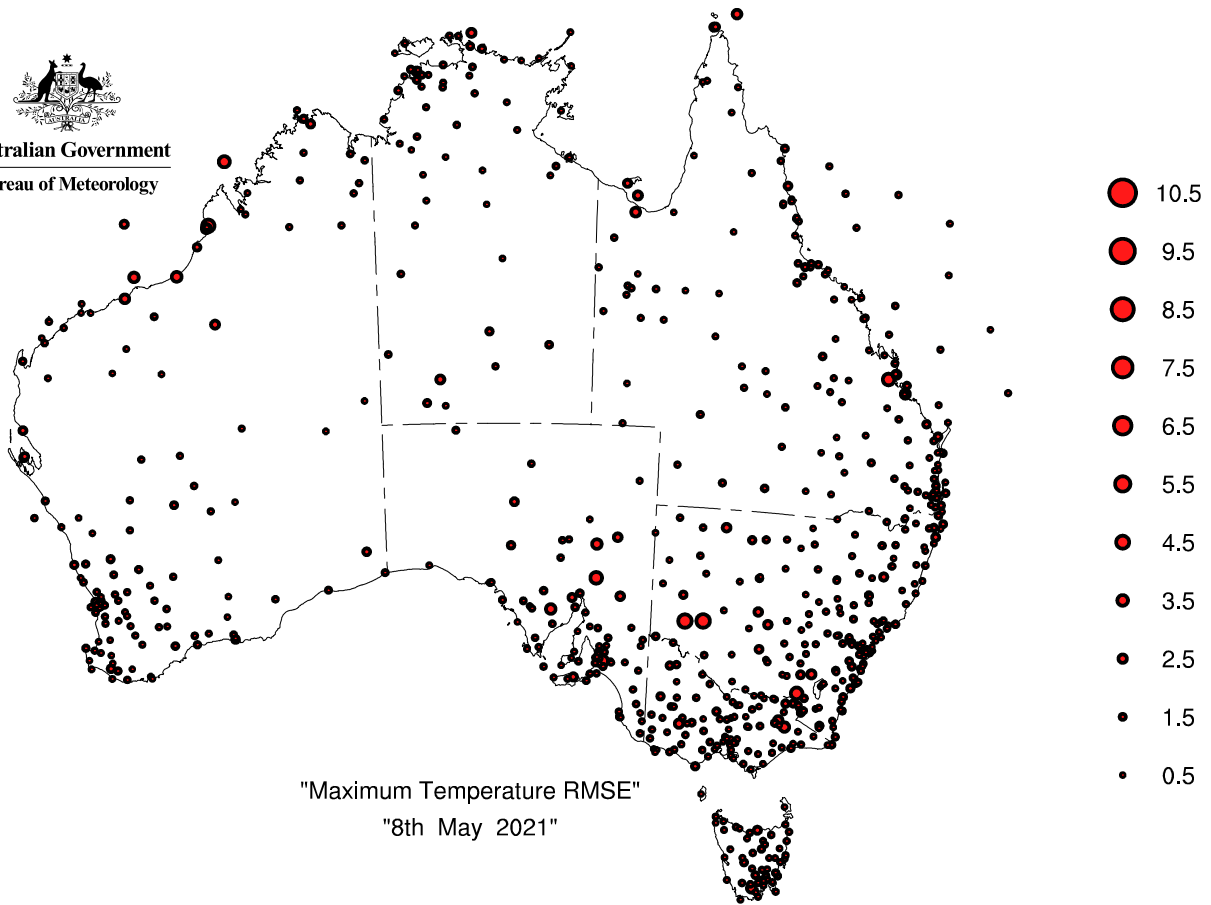 AUSTRALIA
tralian Government
reau of Meteorology
10.5
9.5
8.5
7.5
6.5
5.5
4.5
3.5
2.5
1.5
0.5
"Maximum Temperature RMSE"
"8th May 2021"